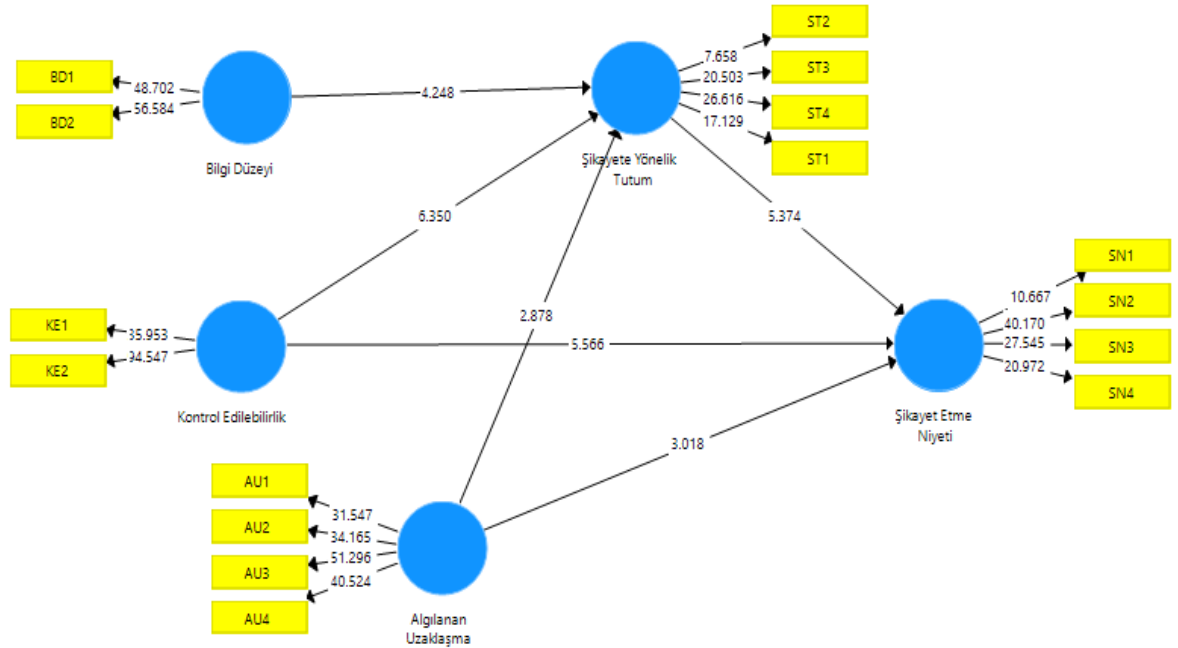 ST2
7.658
BD1
48.702
ST3
20.503
4.248
26.616
ST4
BD2
56.584
17.129
ST1
Bilgi Düzeyi
Şikayete Yönelik
Tutum
6.350
5.374
SN1
10.667
2.878
SN2
40.170
KE1
35.953
5.566
27.545
SN3
KE2
94.547
20.972
SN4
Kontrol Edilebilirlik
Şikayet Etme
Niyeti
3.018
AU1
31.547
AU2
34.165
51.296
AU3
40.524
AU4
Algılanan
Uzaklaşma